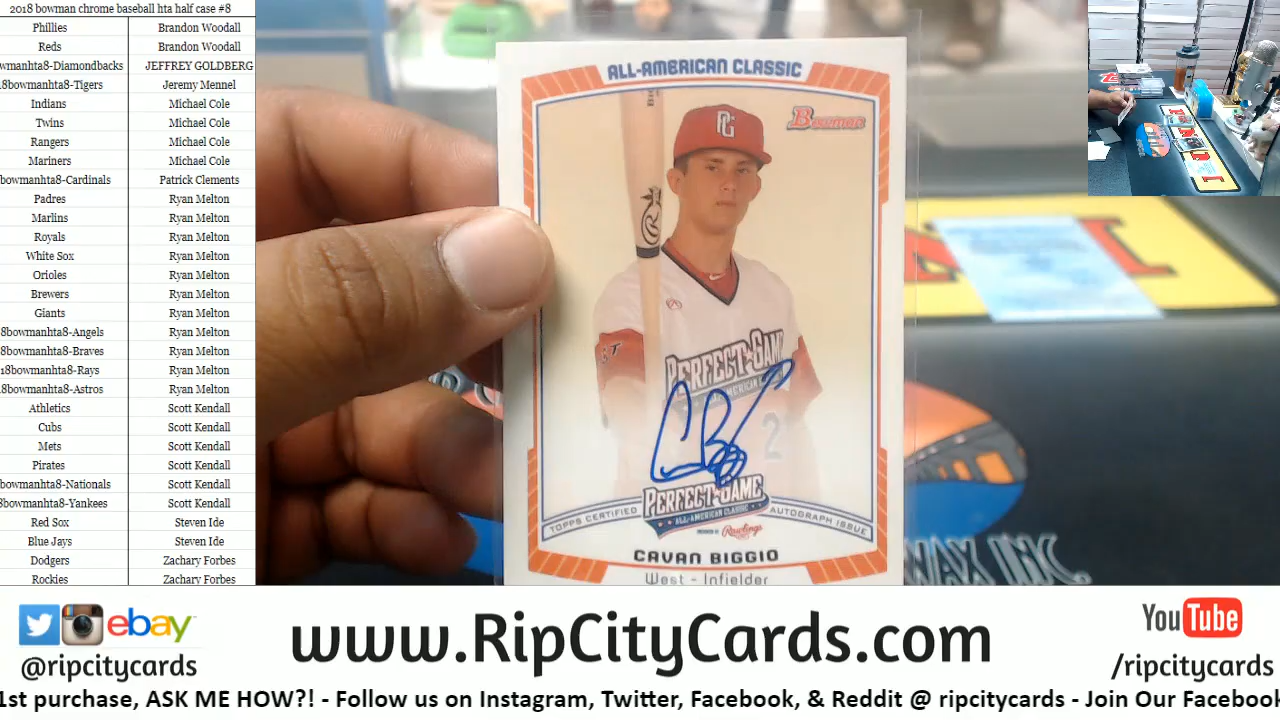 2018 bowman chrome baseball hta half case #8
Phillies Brandon Woodall
Reds Brandon Woodall
wmanhta8-Diamondbacks JEFFREY GOLDBERG
18bowmanhta8-Tigers Jeremy Mennel
Indians Michael Cole
Twins Michael Cole
Rangers Michael Cole
Mariners Michael Cole
bowmanhta8-Cardinals Patrick Clements
Padres Ryan Melton
Marlins Ryan Melton
Royals Ryan Melton
White Sox Ryan Melton
Orioles Ryan Melton
Brewers Ryan Melton
Giants Ryan Melton
8bowmanhta8-Angels Ryan Melton
8bowmanhta8-Braves Ryan Melton
18bowmanhta8-Rays Ryan Melton
18bowmanhta8-Astros Ryan Melton
Athletics Scott Kendall
Cubs Scott Kendall
Mets Scott Kendall
Pirates Scott Kendall
bowmanhta8-Nationals Scott Kendall
8bowmanhta8-Yankees Scott Kendall
Red Sox Steven Ide
Blue Jays Steven Ide
Dodgers Zachary Forbes
Rockies Zachary Forbes
ALL-AMERICAN CLASSIC
Bowman
PG
PERFECT GAME
2
PERFECT GAME
ALL-AMERICAN CLASSIC
Rawlings
TOPPS CERTIFIED AUTOGRAPH ISSUE
CAVAN BIGGIO
West - Infielder
WAX INK.
ebay
@ripcitycards
www.RipCityCards.com
YouTube
/ripcitycards
1st purchase, ASK ME HOW?! - Follow us on Instagram, Twitter, Facebook, & Reddit @ ripcitycards - Join Our Facebook